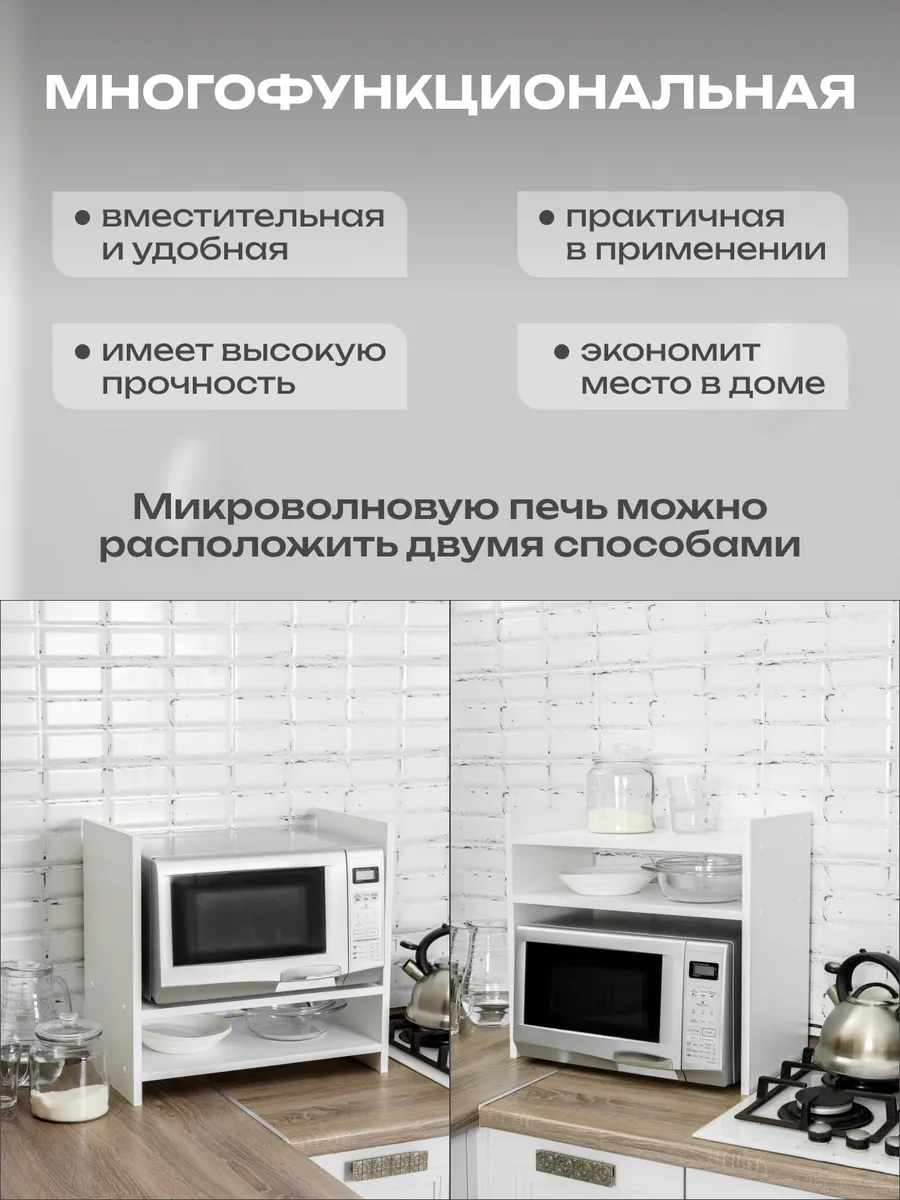 МНОГОФУНКЦИОНАЛЬНАЯ
• вместительная
и удобная
• практичная
в применении
• имеет высокую
прочность
• экономит
место в доме
Микроволновую печь можно
расположить двумя способами